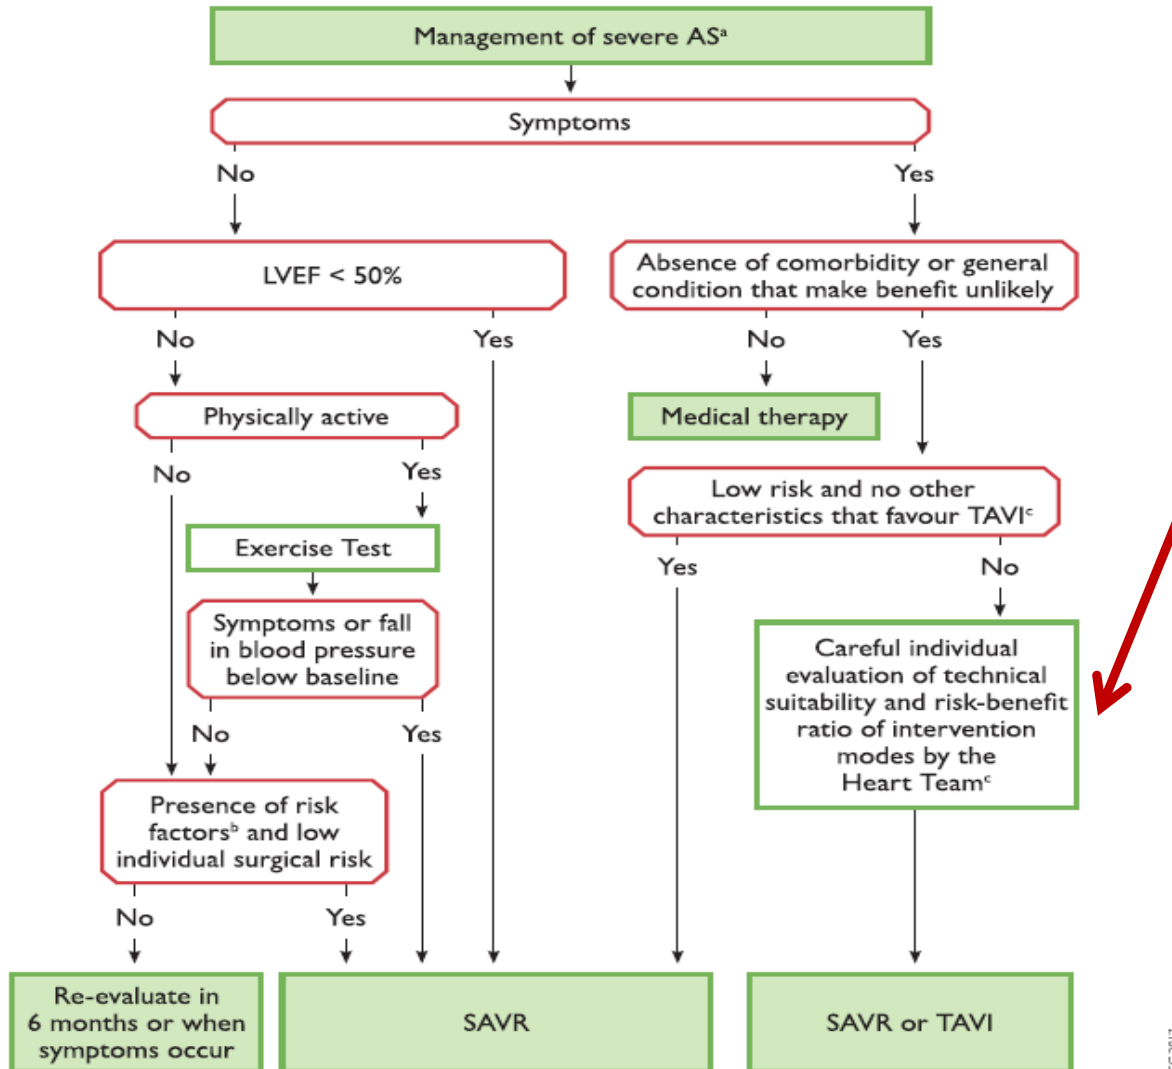 Management of severe ASᵃ
Symptoms
No
Yes
LVEF < 50%
Absence of comorbidity or general
condition that make benefit unlikely
No
Yes
No
Yes
Physically active
Medical therapy
No
Yes
Low risk and no other
characteristics that favour TAVIᶜ
Exercise Test
Yes
No
Symptoms or fall
in blood pressure
below baseline
Careful individual
evaluation of technical
suitability and risk-benefit
ratio of intervention
modes by the
Heart Teamᶜ
No
Yes
Presence of risk
factorsᵇ and low
individual surgical risk
No
Yes
Re-evaluate in
6 months or when
symptoms occur
SAVR
SAVR or TAVI